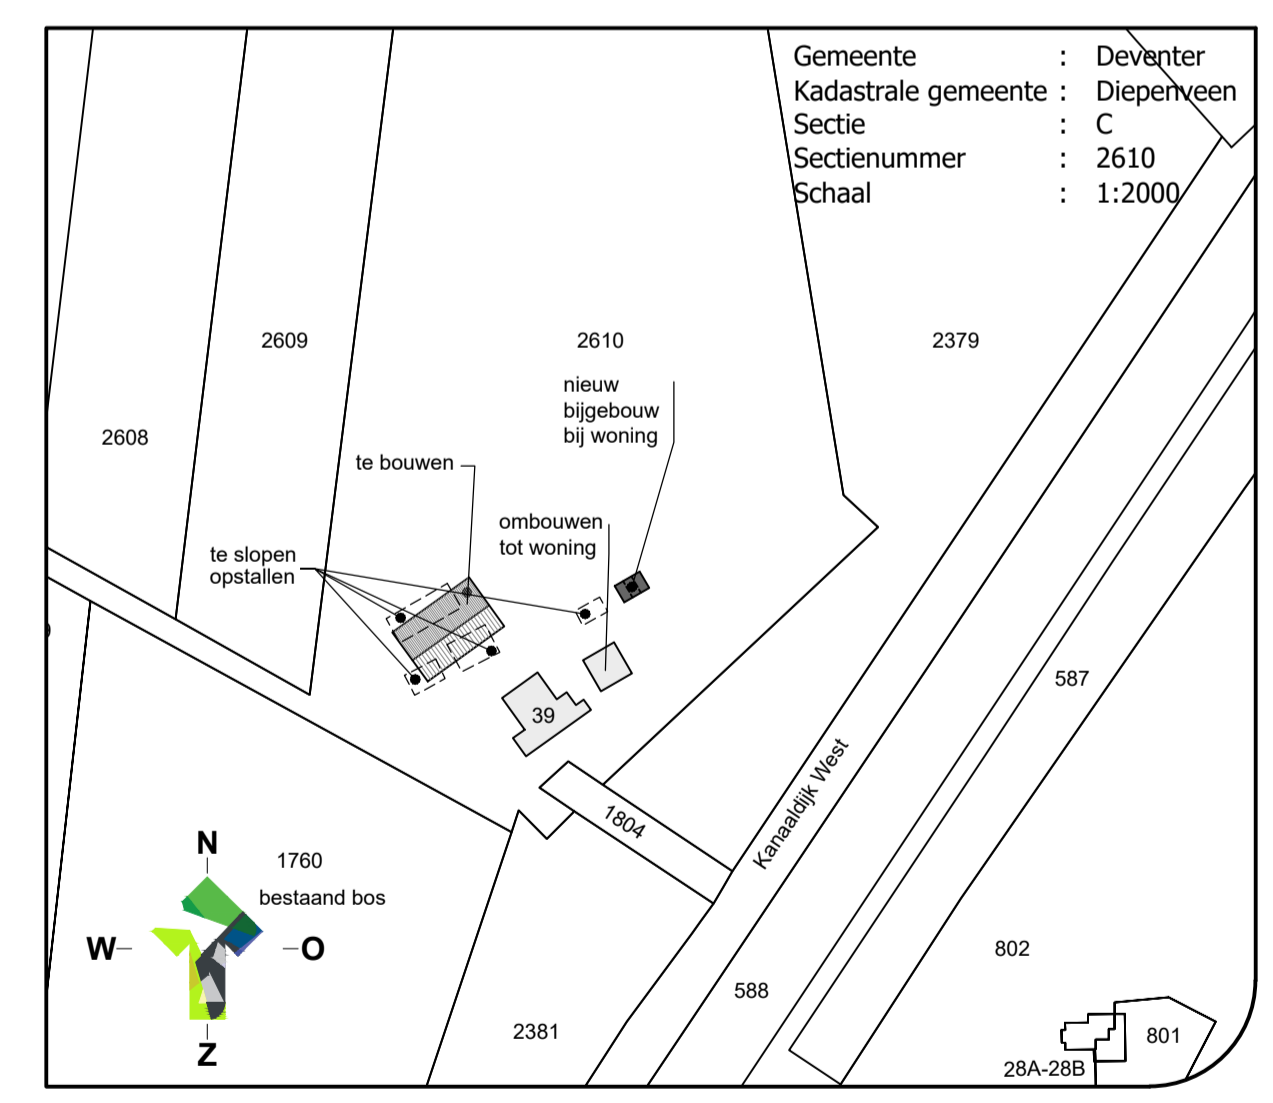 Gemeente : Deventer
Kadastrale gemeente : Diepenveen
Sectie : C
Sectienummer : 2610
Schaal : 1:2000
2609
2610
2379
nieuw
bijgebouw
bij woning
2608
te bouwen
ombouwen
tot woning
te slopen
opstallen
587
39
Kanaaldijk West
1804
N
1760
bestaand bos
W
O
802
588
2381
801
Z
28A-28B